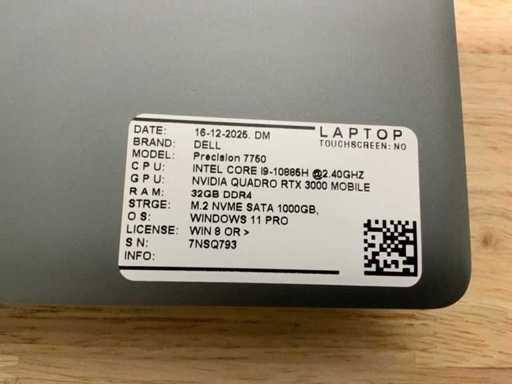 DATE: 16-12-2025. DM
LAPTOP
TOUCHSCREEN: NO
BRAND: DELL
MODEL: Precision 7750
CPU: INTEL CORE I9-10885H @2.40GHZ
GPU: NVIDIA QUADRO RTX 3000 MOBILE
RAM: 32GB DDR4
STRGE: M.2 NVME SATA 1000GB,
OS: WINDOWS 11 PRO
LICENSE: WIN 8 OR >
SN: 7NSQ793
INFO: